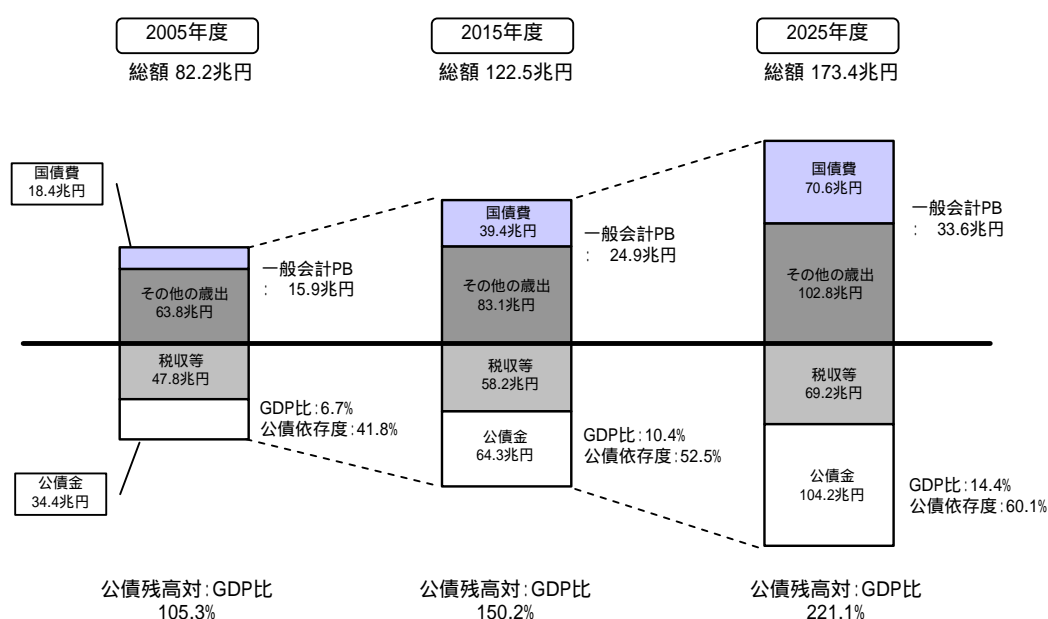 2005年度
総額 82.2兆円
国債費
18.4兆円
一般会計PB
: 15.9兆円
その他の歳出
63.8兆円
税収等
47.8兆円
GDP比:6.7%
公債依存度:41.8%
公債金
34.4兆円
公債残高対:GDP比
105.3%
2015年度
総額 122.5兆円
国債費
39.4兆円
一般会計PB
: 24.9兆円
その他の歳出
83.1兆円
税収等
58.2兆円
公債金
64.3兆円
GDP比:10.4%
公債依存度:52.5%
公債残高対:GDP比
150.2%
2025年度
総額 173.4兆円
国債費
70.6兆円
一般会計PB
: 33.6兆円
その他の歳出
102.8兆円
税収等
69.2兆円
公債金
104.2兆円
GDP比:14.4%
公債依存度:60.1%
公債残高対:GDP比
221.1%